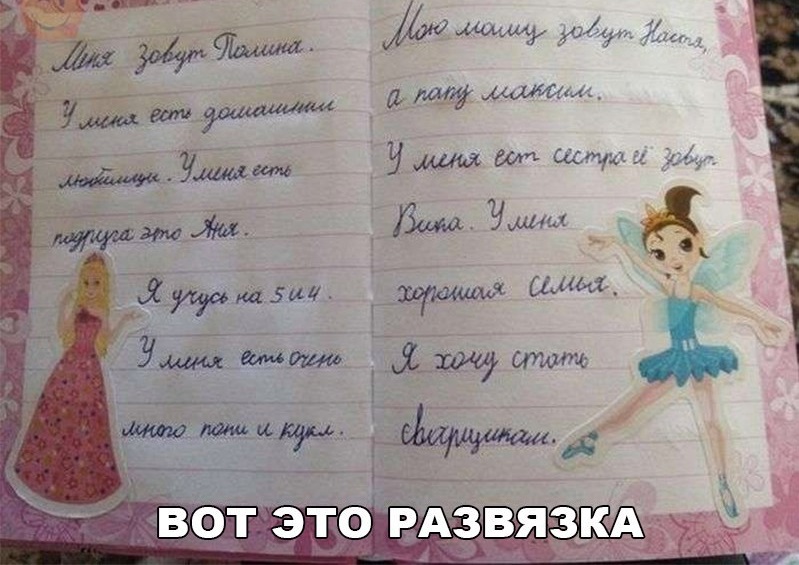 Меня зовут Полина.
У меня есть домашнии
любимцы. У меня есть
подруга это Аня.
Я учусь на 5 и 4.
У меня есть очень
много пони и кукл.
Мою маму зовут Настя,
а папу максим.
У меня ест сестра её зовут
Вика. У меня
хорошая семья.
Я хочу стать
сварщикам.
ВОТ ЭТО РАЗВЯЗКА